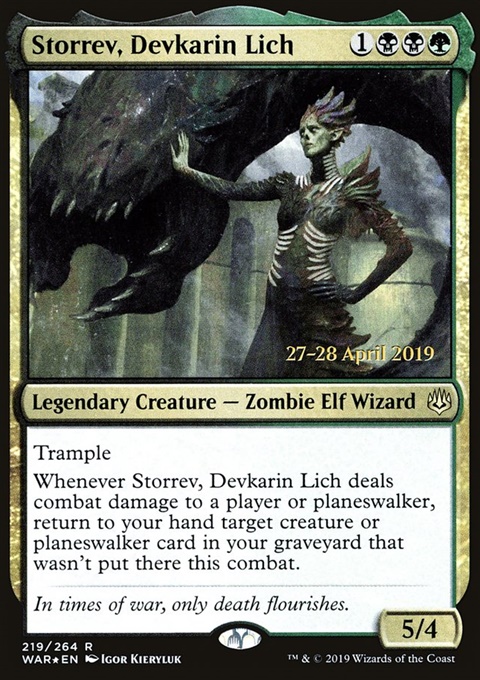 Storrev, Devkarin Lich 1
27-28 April 2019
Legendary Creature — Zombie Elf Wizard
Trample
Whenever Storrev, Devkarin Lich deals
combat damage to a player or planeswalker,
return to your hand target creature or
planeswalker card in your graveyard that
wasn't put there this combat.
In times of war, only death flourishes.
5/4
219/264 R
WAR★EN Igor Kieryluk
™ & © 2019 Wizards of the Coast